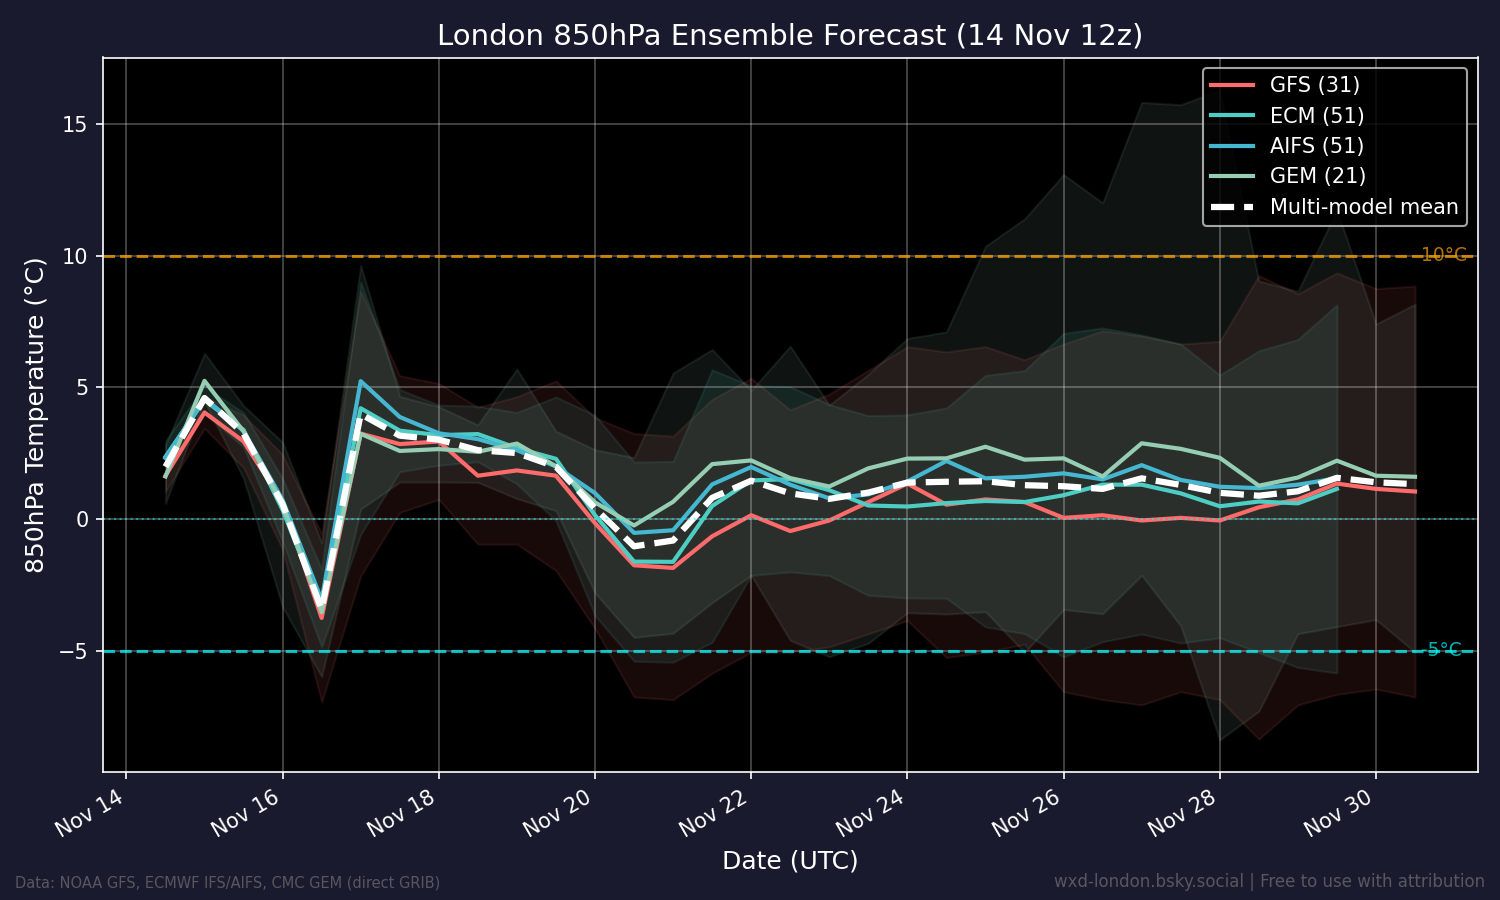 London 850hPa Ensemble Forecast (14 Nov 12z)
GFS (31)
ECM (51)
AIFS (51)
GEM (21)
Multi-model mean
850hPa Temperature (°C)
15
10
5
0
−5
10°C
-5°C
Nov 14
Nov 16
Nov 18
Nov 20
Nov 22
Nov 24
Nov 26
Nov 28
Nov 30
Date (UTC)
Data: NOAA GFS, ECMWF IFS/AIFS, CMC GEM (direct GRIB)
wxd-london.bsky.social | Free to use with attribution